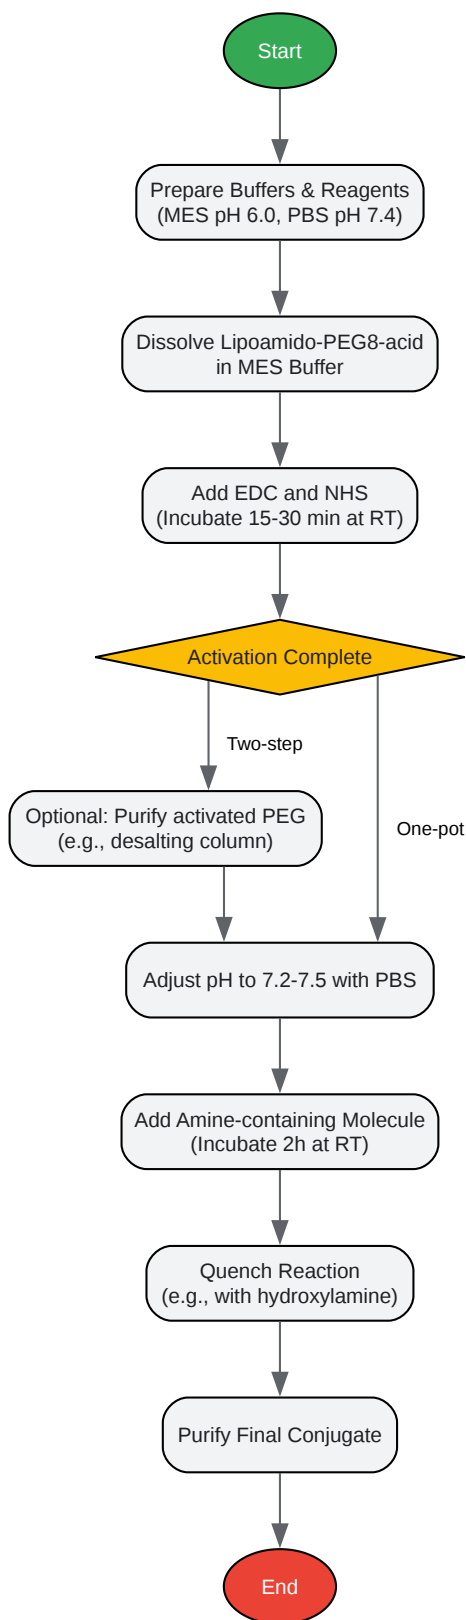 Start
Prepare Buffers & Reagents
(MES pH 6.0, PBS pH 7.4)
Dissolve Lipoamido-PEG8-acid
in MES Buffer
Add EDC and NHS
(Incubate 15-30 min at RT)
Activation Complete
Two-step
Optional: Purify activated PEG
(e.g., desalting column)
One-pot
Adjust pH to 7.2-7.5 with PBS
Add Amine-containing Molecule
(Incubate 2h at RT)
Quench Reaction
(e.g., with hydroxylamine)
Purify Final Conjugate
End